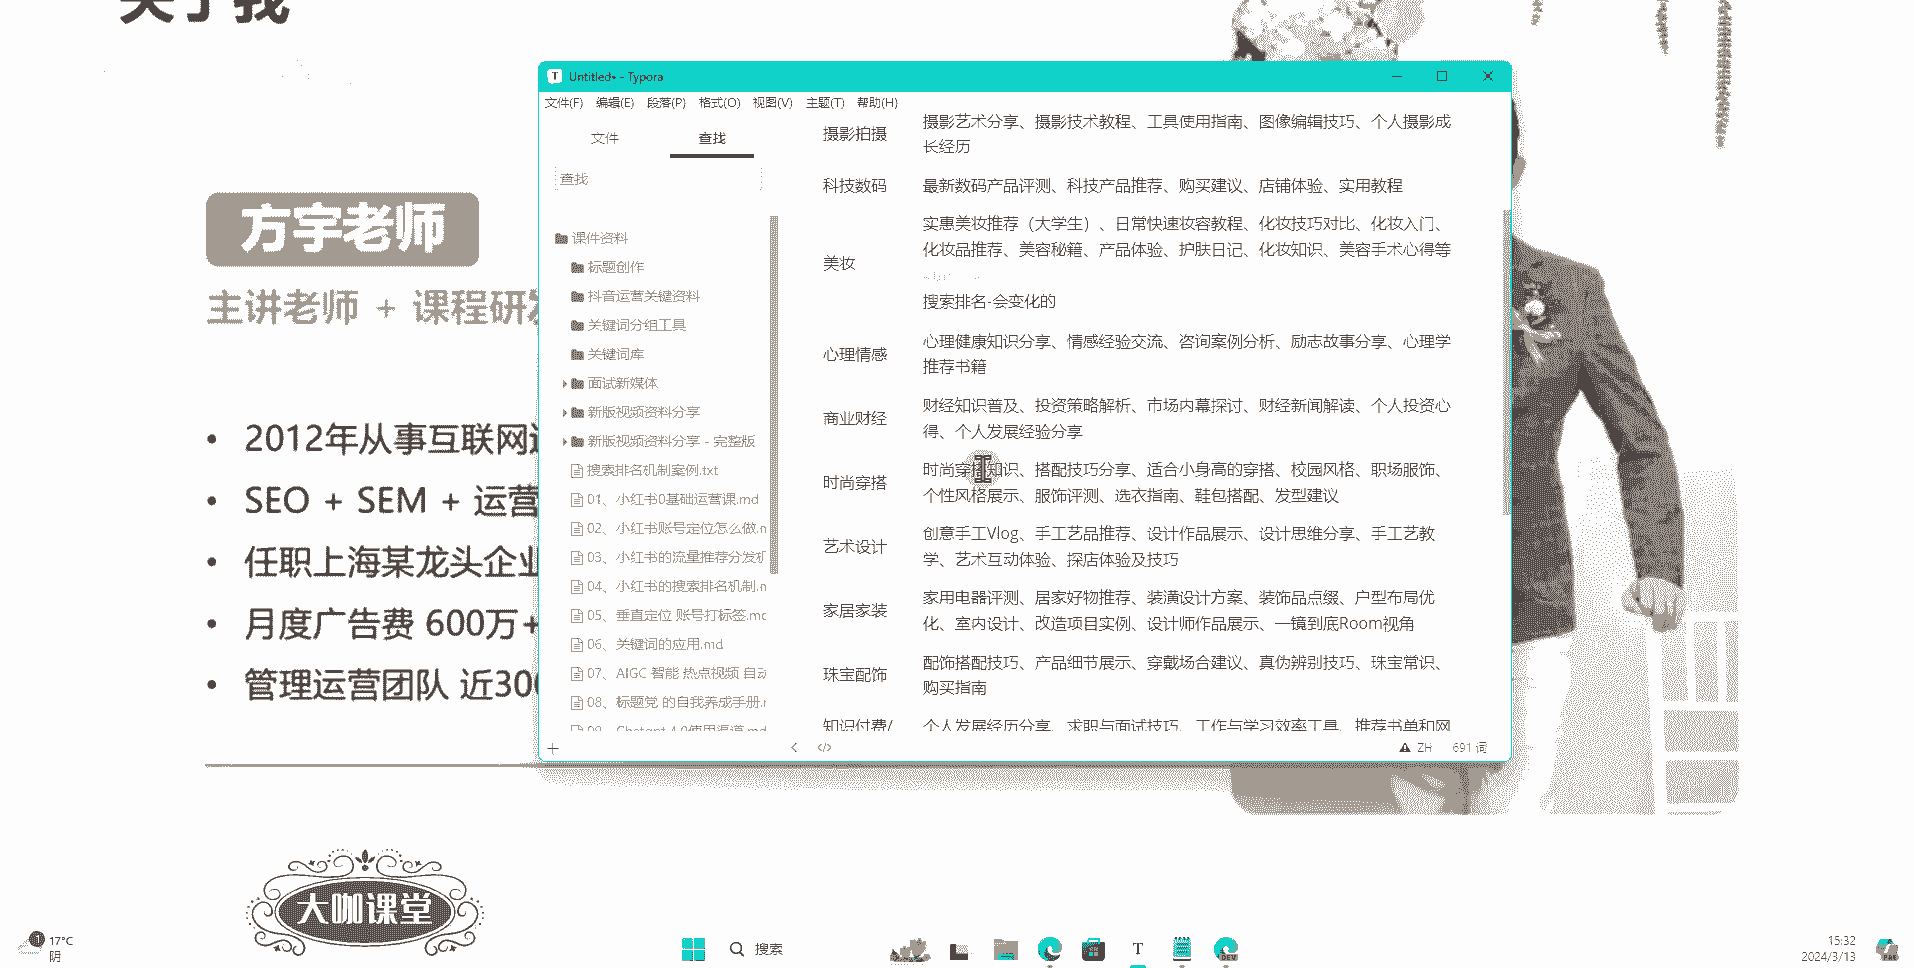 关于我
方宇老师
主讲老师 + 课程研发
2012年从事互联网
SEO + SEM + 运营
任职上海某龙头企业
月度广告费 600万+
管理运营团队 近300
大咖课堂
Untitled• - Typora
文件(F) 编辑(E) 段落(P) 格式(O) 视图(V) 主题(T) 帮助(H)
文件 查找
查找
课件资料
标题创作
抖音运营关键资料
关键词分组工具
关键词库
面试新媒体
新版视频资料分享
新版视频资料分享 - 完整版
搜索排名机制案例.txt
01、小红书0基础运营课.md
02、小红书账号定位怎么做.m
03、小红书的流量推荐分发机
04、小红书的搜索排名机制.m
05、垂直定位 账号打标签.mc
06、关键词的应用.md
07、AIGC 智能 热点视频 自动
08、标题党 的自我养成手册.r
09、Chatgpt 4.0使用渠道.md
摄影拍摄
摄影艺术分享、摄影技术教程、工具使用指南、图像编辑技巧、个人摄影成
长经历
科技数码
最新数码产品评测、科技产品推荐、购买建议、店铺体验、实用教程
美妆
实惠美妆推荐（大学生）、日常快速妆容教程、化妆技巧对比、化妆入门、
化妆品推荐、美容秘籍、产品体验、护肤日记、化妆知识、美容手术心得等
搜索排名-会变化的
心理情感
心理健康知识分享、情感经验交流、咨询案例分析、励志故事分享、心理学
推荐书籍
商业财经
财经知识普及、投资策略解析、市场内幕探讨、财经新闻解读、个人投资心
得、个人发展经验分享
时尚穿搭
时尚穿搭知识、搭配技巧分享、适合小身高的穿搭、校园风格、职场服饰、
个性风格展示、服饰评测、选衣指南、鞋包搭配、发型建议
艺术设计
创意手工Vlog、手工艺品推荐、设计作品展示、设计思维分享、手工艺教
学、艺术互动体验、探店体验及技巧
家居家装
家用电器评测、居家好物推荐、装潢设计方案、装饰品点缀、户型布局优
化、室内设计、改造项目实例、设计师作品展示、一镜到底Room视角
珠宝配饰
配饰搭配技巧、产品细节展示、穿戴场合建议、真伪辨别技巧、珠宝常识、
购买指南
知识付费/
个人发展经历分享、求职与面试技巧、工作与学习效率工具、推荐书单和网
ZH 691 词
1
17°C
阴
搜索
T
DEV
15:32
2024/3/13
PRE